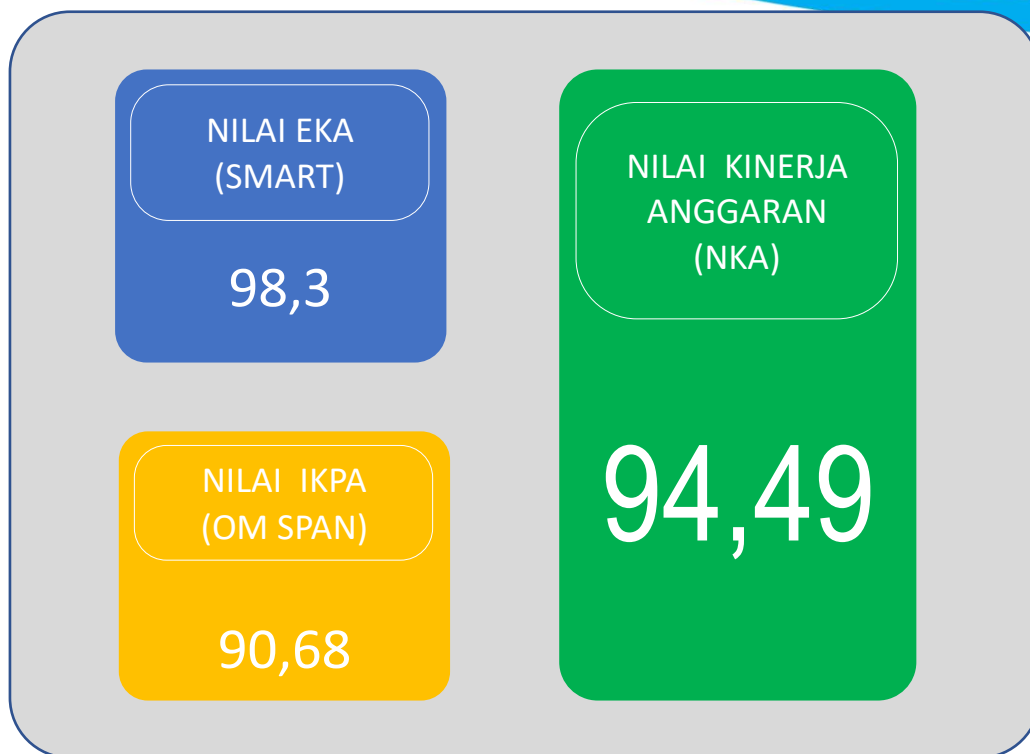 NILAI EKA
(SMART)
98,3
NILAI IKPA
(OM SPAN)
90,68
NILAI KINERJA
ANGGARAN
(NKA)
94,49